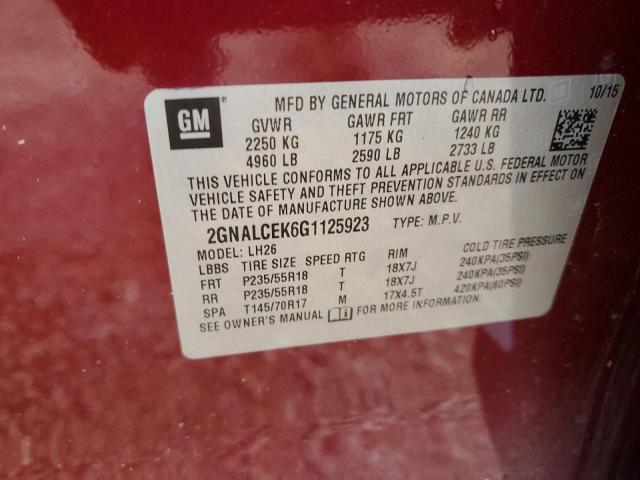 GM
MFD BY GENERAL MOTORS OF CANADA LTD. 10/15
GVWR GAWR FRT GAWR RR
2250 KG 1175 KG 1240 KG
4960 LB 2590 LB 2733 LB
THIS VEHICLE CONFORMS TO ALL APPLICABLE U.S. FEDERAL MOTOR
VEHICLE SAFETY AND THEFT PREVENTION STANDARDS IN EFFECT ON
THE DATE OF MANUFACTURE SHOWN ABOVE.
2GNALCEK6G1125923 TYPE: M.P.V.
MODEL: LH26
LBBS TIRE SIZE SPEED RTG RIM COLD TIRE PRESSURE
FRT P235/55R18 T 18X7J 240KPA(35PSI)
RR P235/55R18 T 18X7J 240KPA(35PSI)
SPA T145/70R17 M 17X4.5T 420KPA(60PSI)
SEE OWNER'S MANUAL FOR MORE INFORMATION.